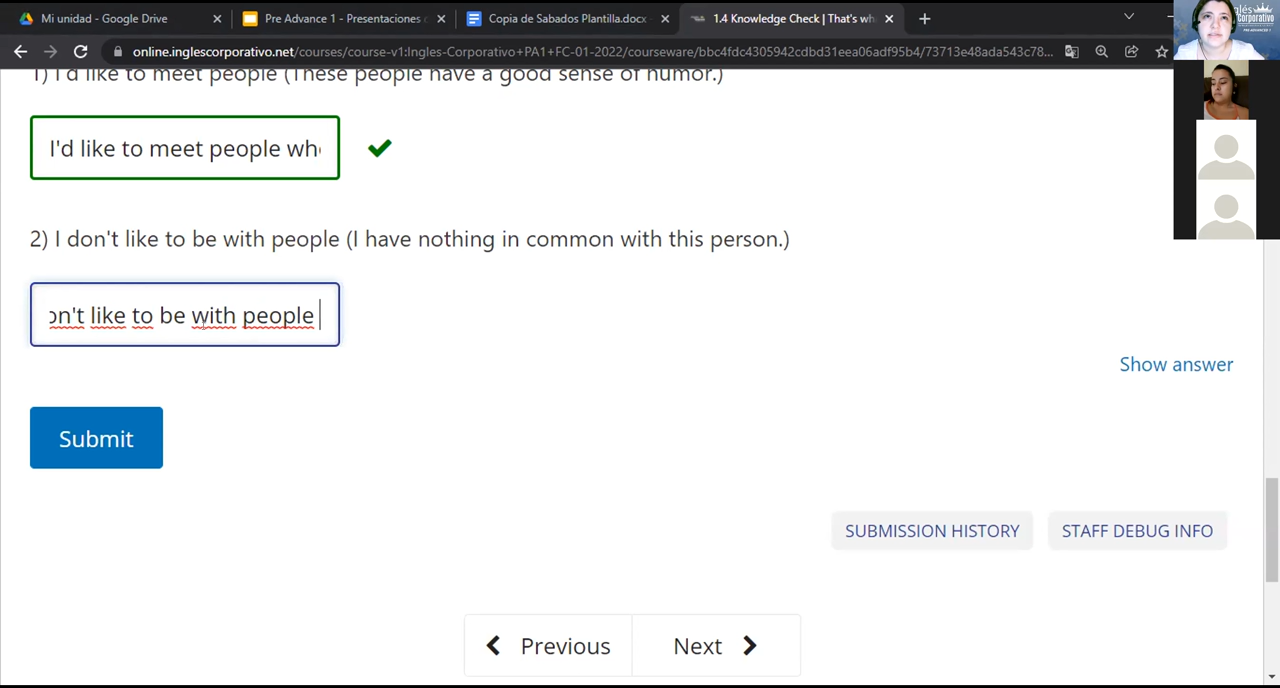 Mi unidad - Google Drive
Pre Advance 1 - Presentaciones
Copia de Sabados Plantilla.docx
1.4 Knowledge Check | That's wh
online.inglescorporativo.net/courses/course-v1:Ingles-Corporativo+PA1+FC-01-2022/courseware/bbc4fdc4305942cdbd31eea06adf95b4/73713e48ada543c78...
Corporativo
PRE-ADVANCED 1
1) I'd like to meet people (These people have a good sense of humor.)
I'd like to meet people wh
2) I don't like to be with people (I have nothing in common with this person.)
on't like to be with people
Show answer
Submit
SUBMISSION HISTORY
STAFF DEBUG INFO
Previous
Next